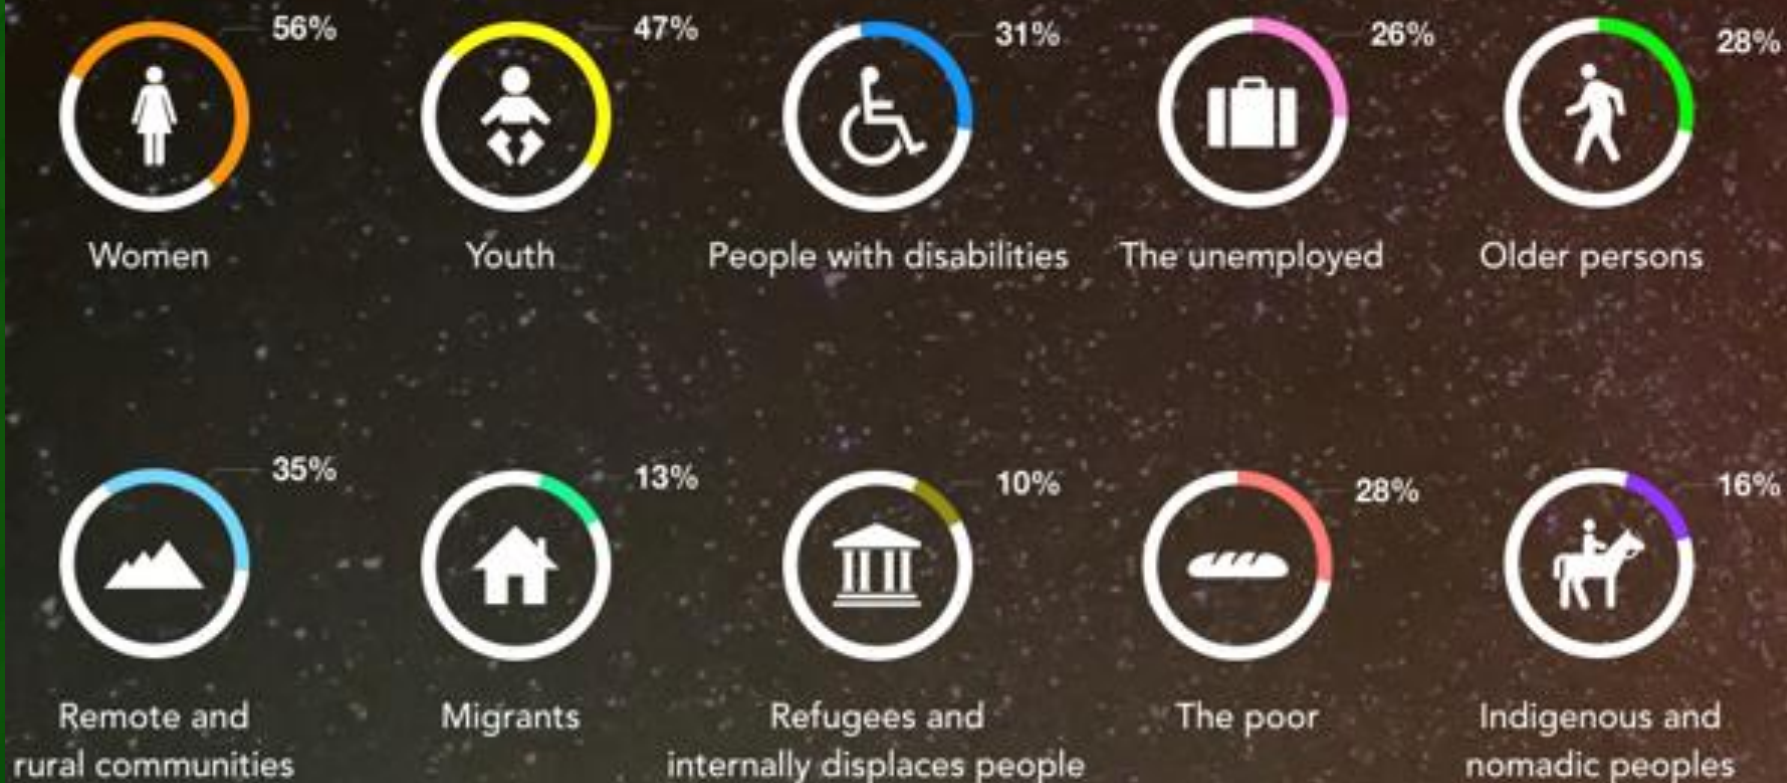 56%
47%
31%
26%
28%
Women
Youth
People with disabilities
The unemployed
Older persons
35%
13%
10%
28%
16%
Remote and
rural communities
Migrants
Refugees and
internally displaces people
The poor
Indigenous and
nomadic peoples